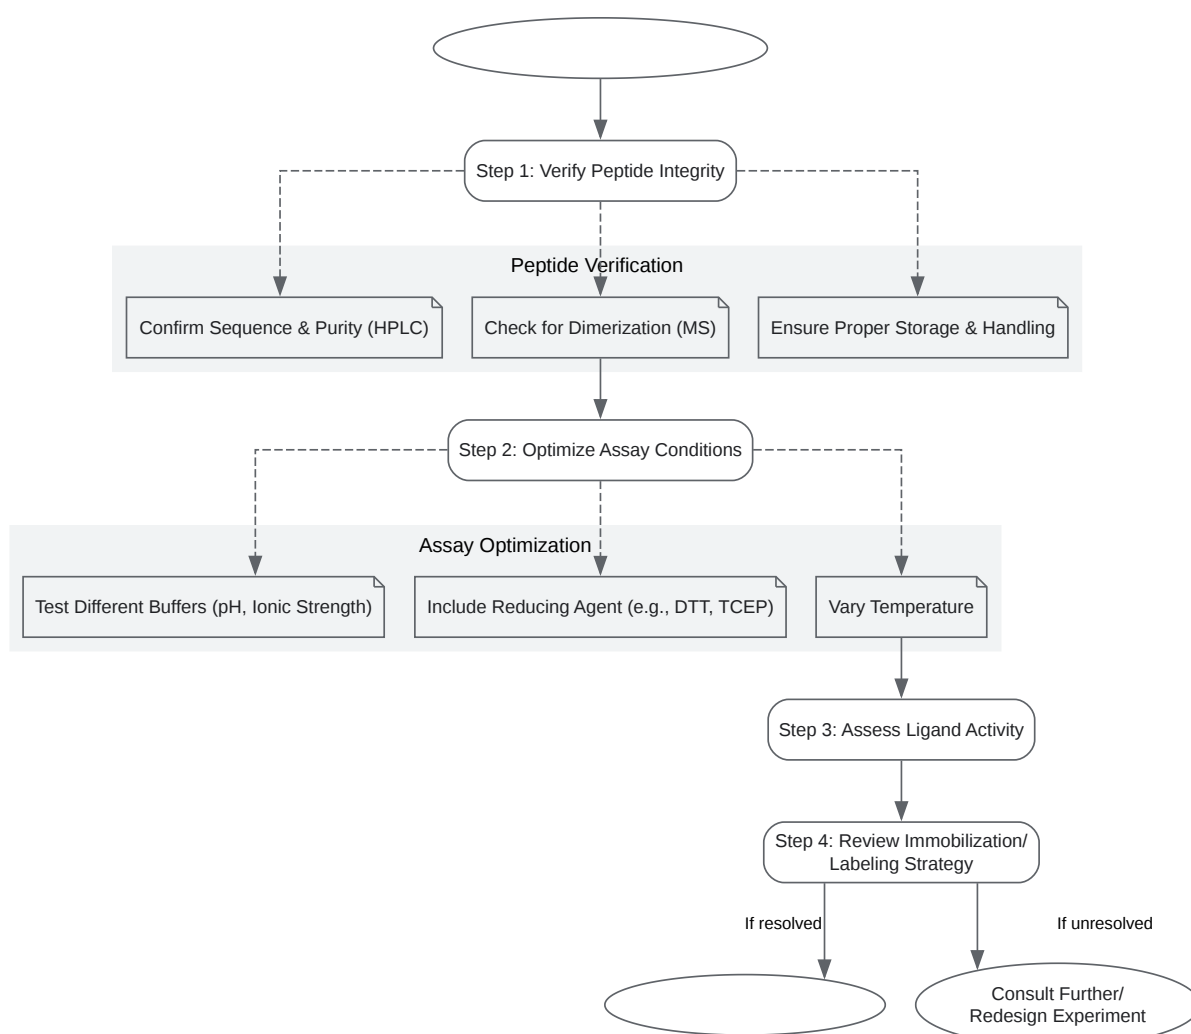 Step 1: Verify Peptide Integrity
Peptide Verification
Confirm Sequence & Purity (HPLC)
Check for Dimerization (MS)
Ensure Proper Storage & Handling
Step 2: Optimize Assay Conditions
Assay Optimization
Test Different Buffers (pH, Ionic Strength)
Include Reducing Agent (e.g., DTT, TCEP)
Vary Temperature
Step 3: Assess Ligand Activity
Step 4: Review Immobilization/
Labeling Strategy
If resolved
If unresolved
Consult Further/
Redesign Experiment